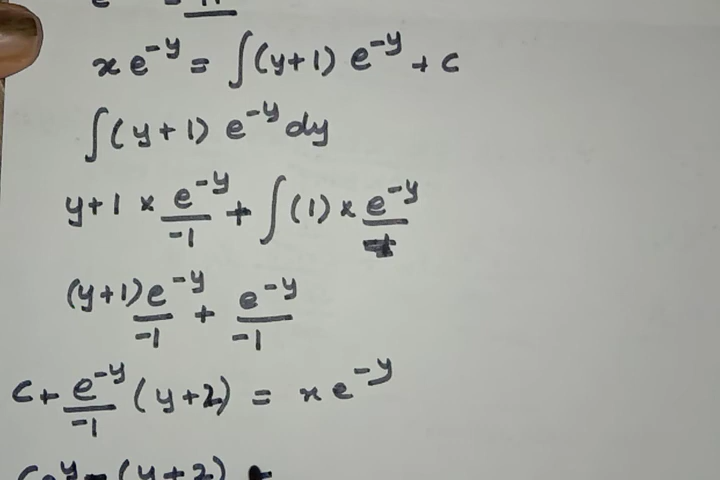 x e^{-y} = ∫(y+1) e^{-y} + c
∫(y+1) e^{-y} dy
y+1 × e^{-y}/-1 + ∫(1) × e^{-y}
(y+1)e^{-y}/-1 + e^{-y}/-1
c + e^{-y}/-1 (y+2) = x e^{-y}